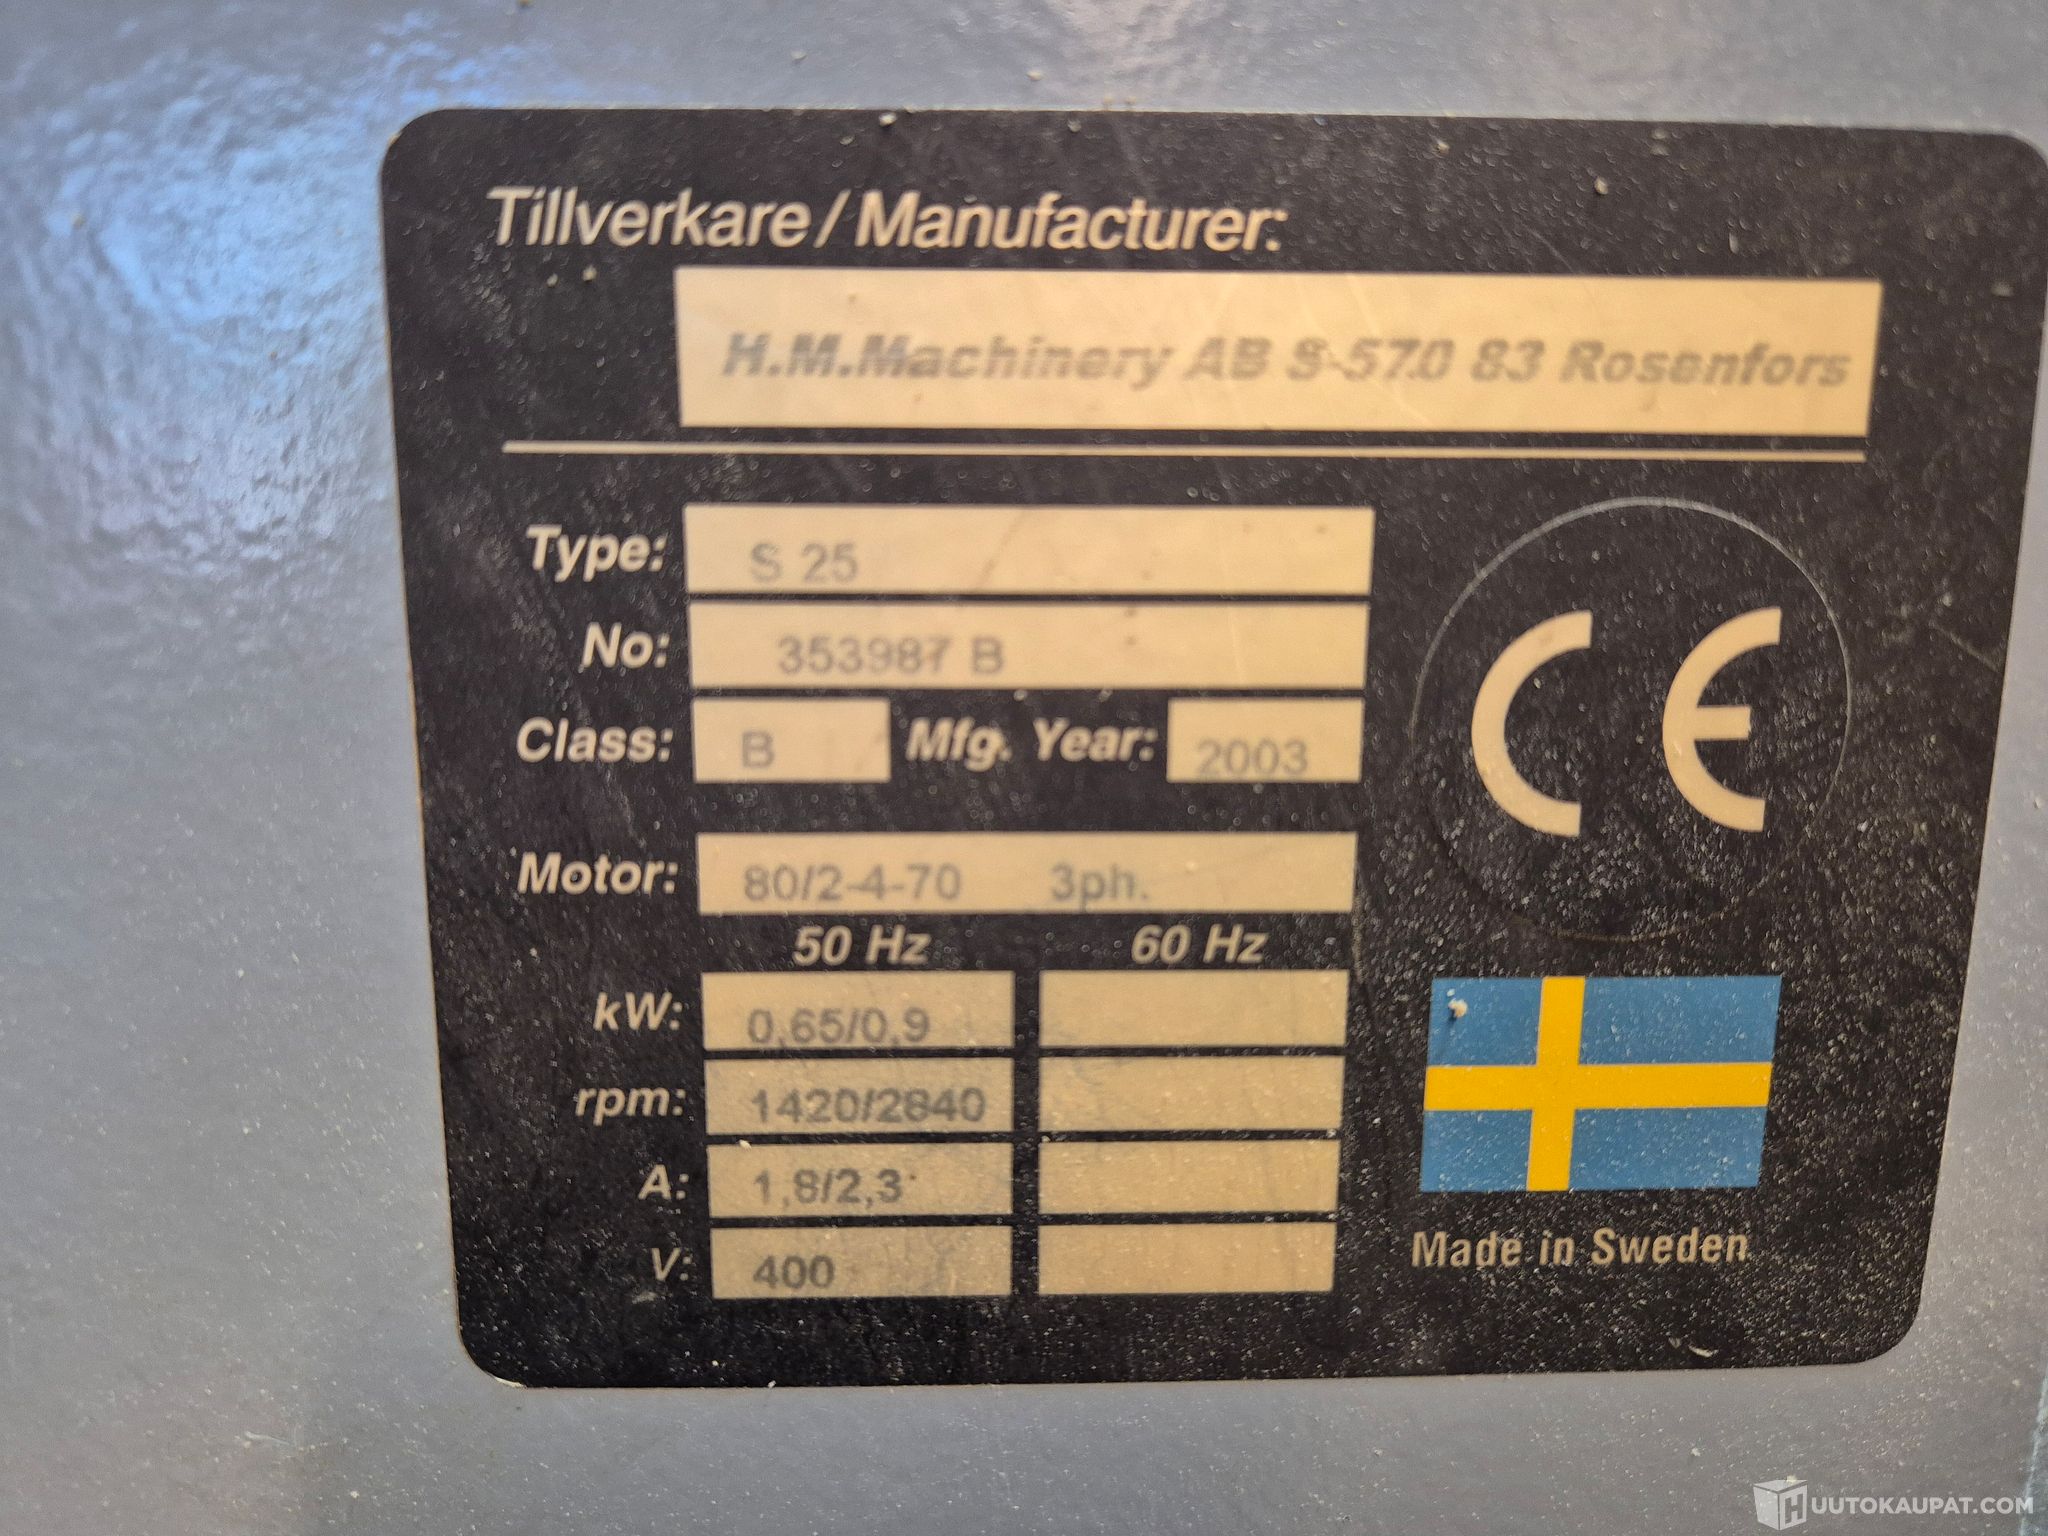 Tillverkare / Manufacturer:
H.M.Machinery AB S-570 83 Rosenfors
Type: S 25
No: 353987 B
Class: B Mfg. Year: 2003
CE
Motor: 80/2-4-70 3ph.
50 Hz 60 Hz
kW: 0,65/0,9
rpm: 1420/2840
A: 1,8/2,3
V: 400
Made in Sweden
HUUTOKAUPAT.COM